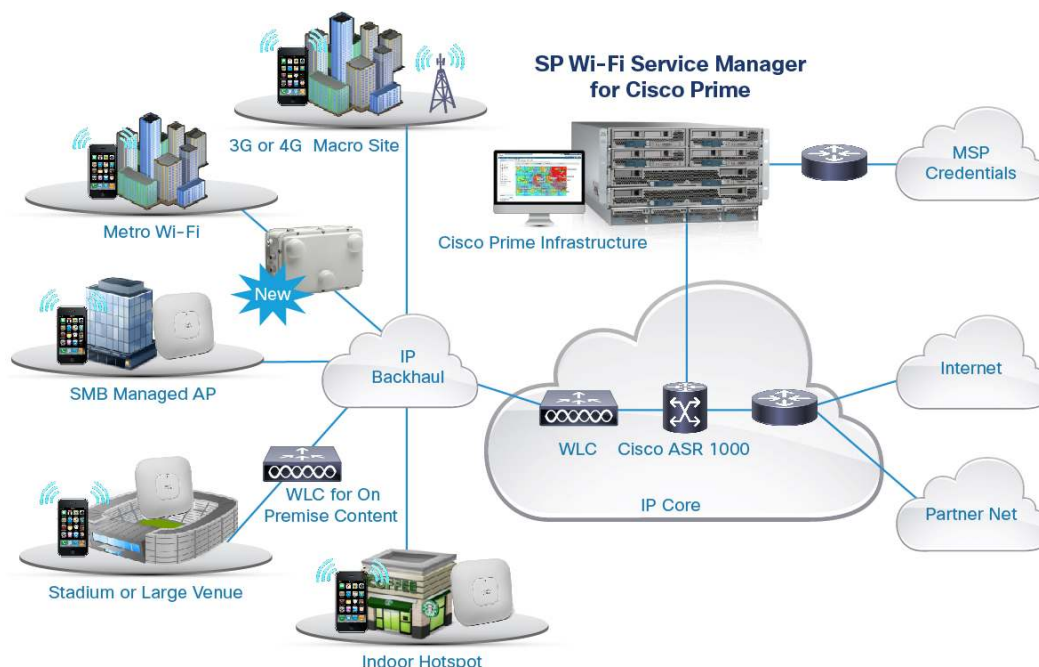 SP Wi-Fi Service Manager
for Cisco Prime
3G or 4G Macro Site
MSP
Credentials
Metro Wi-Fi
Cisco Prime Infrastructure
New
IP
Backhaul
Internet
SMB Managed AP
WLC
Cisco ASR 1000
WLC for On
Premise Content
IP Core
Partner Net
Stadium or Large Venue
Indoor Hotspot